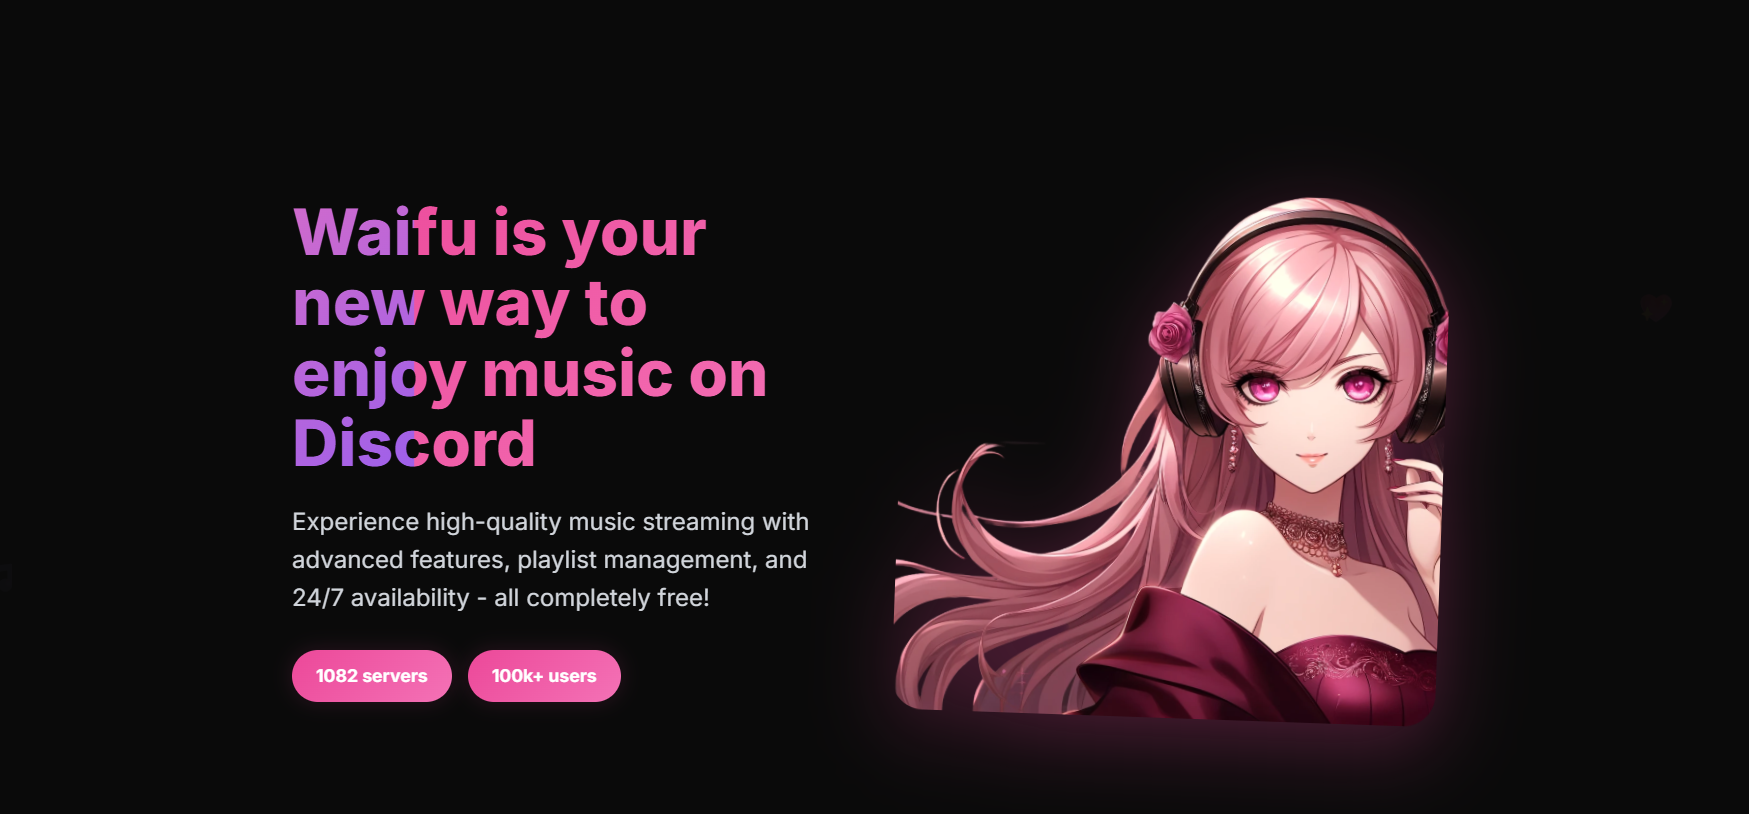 Waifu is your
new way to
enjoy music on
Discord
Experience high-quality music streaming with
advanced features, playlist management, and
24/7 availability - all completely free!
1082 servers
100k+ users